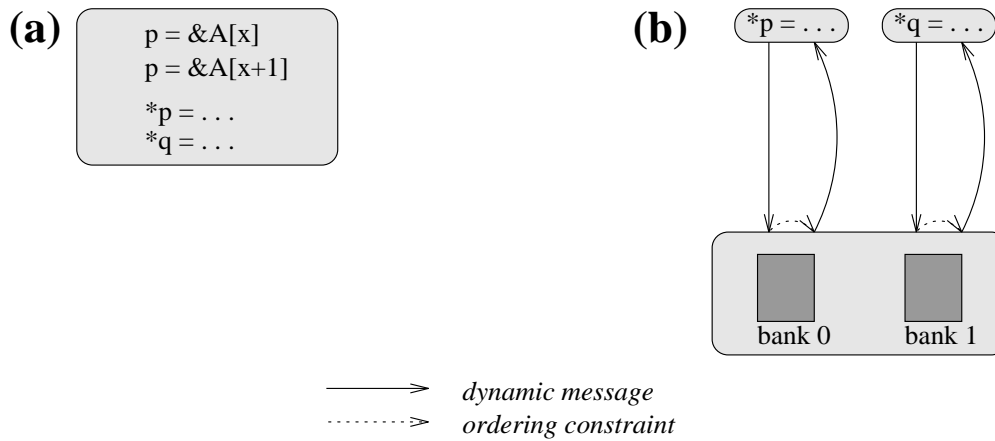 (a)
p = &A[x]
p = &A[x+1]
*p = . . .
*q = . . .
(b)
*p = . . .
*q = . . .
bank 0
bank 1
dynamic message
ordering constraint